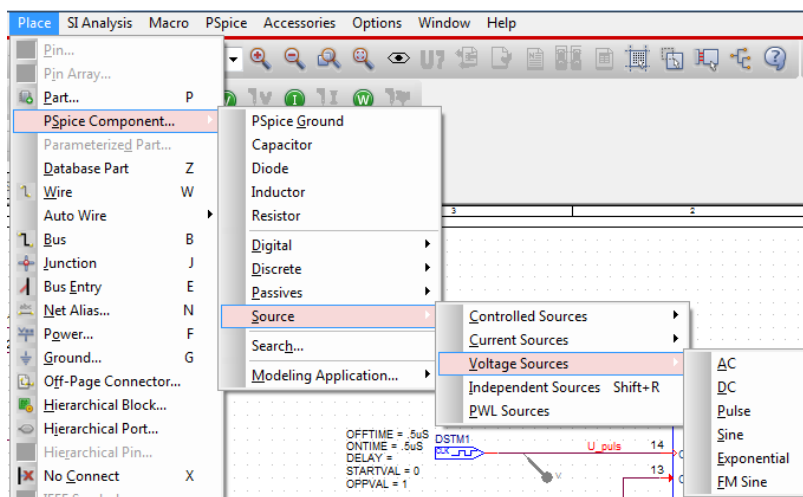 Place SI Analysis Macro PSpice Accessories Options Window Help
Pin...
Pin Array...
Part... P
PSpice Component...
Parameterized Part...
Database Part Z
Wire W
Auto Wire
Bus B
Junction J
Bus Entry E
Net Alias... N
Power... F
Ground... G
Off-Page Connector...
Hierarchical Block...
Hierarchical Port...
Hierarchical Pin...
No Connect X
PSpice Ground
Capacitor
Diode
Inductor
Resistor
Digital
Discrete
Passives
Source
Search...
Modeling Application...
Controlled Sources
Current Sources
Voltage Sources
Independent Sources Shift+R
PWL Sources
AC
DC
Pulse
Sine
Exponential
FM Sine
U?
V I W
3 2
OFFTIME = .5uS DSTM1
ONTIME = .5uS CLK
DELAY =
STARTVAL = 0
OPPVAL = 1
U_puls 14
V
13